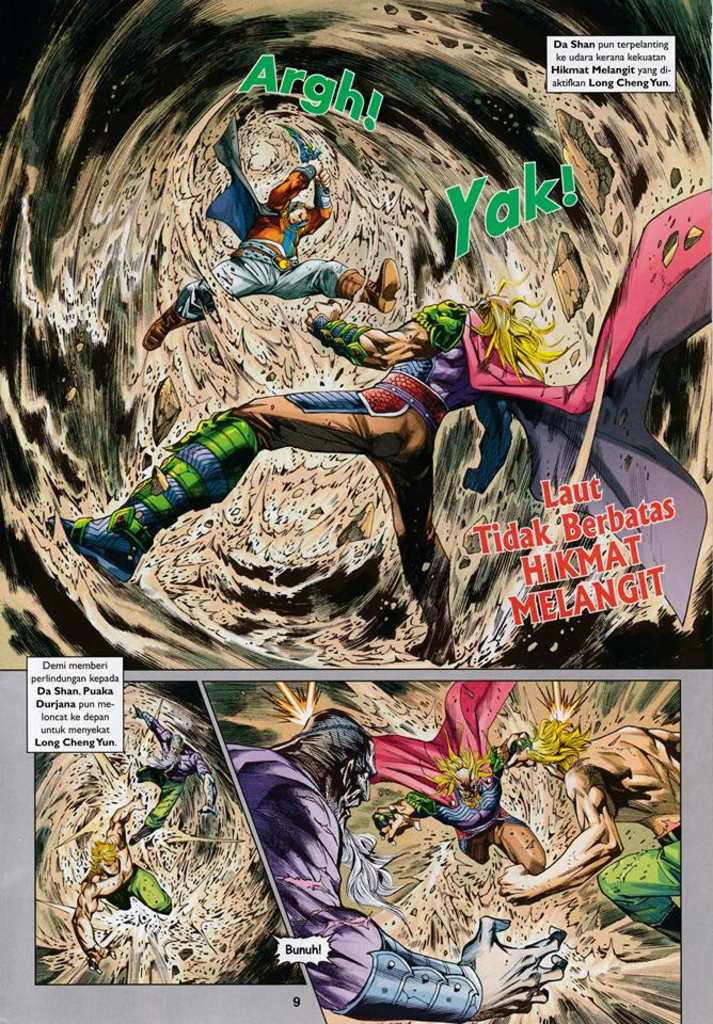 Da Shan pun terpelanting
ke udara kerana kekuatan
Hikmat Melangit yang di-
aktifkan Long Cheng Yun.
Argh!
Yak!
Laut
Tidak Berbatas
HIKMAT
MELANGIT
Demi memberi
perlindungan kepada
Da Shan, Puaka
Durjana pun me-
loncat ke depan
untuk menyekat
Long Cheng Yun.
Bunuh!
9